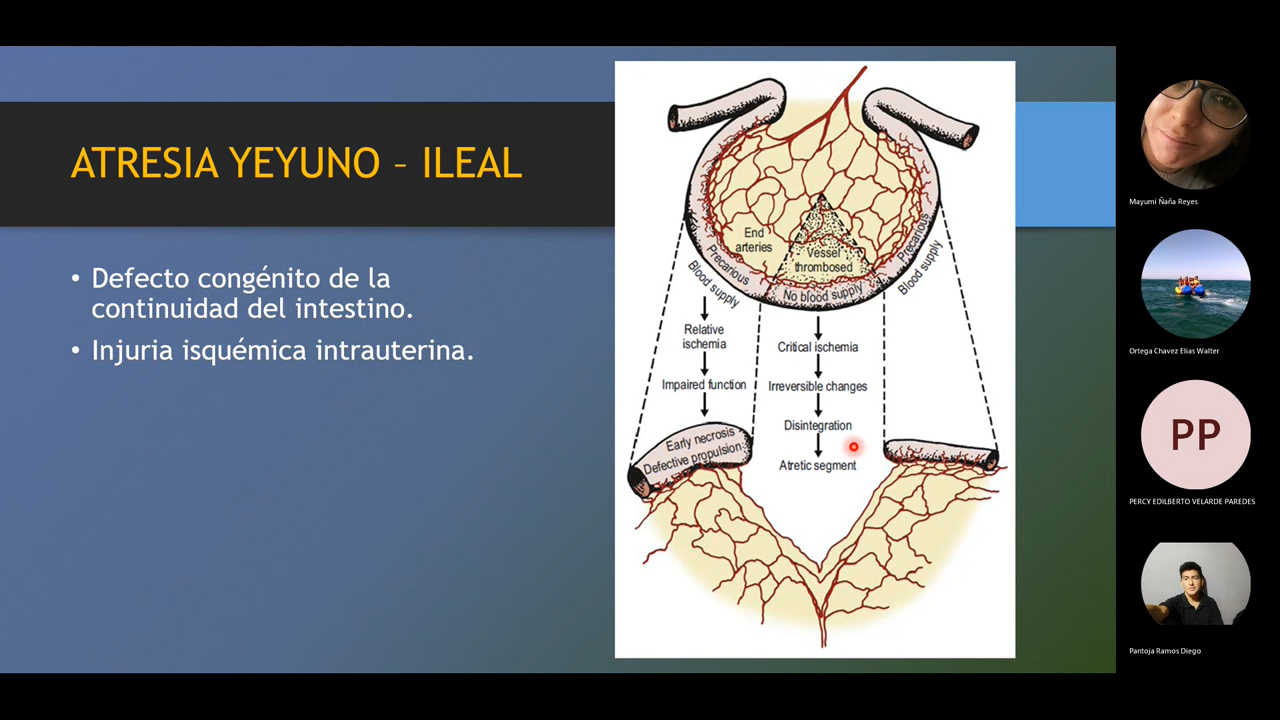 ATRESIA YEYUNO – ILEAL
• Defecto congénito de la
continuidad del intestino.
• Injuria isquémica intrauterina.
End
arteries
Vessel
thrombosed
Precarious
Blood supply
No blood supply
Precarious
Blood supply
Relative
ischemia
Impaired function
Critical ischemia
Irreversible changes
Disintegration
Atretic segment
Early necrosis
Defective propulsion
Mayumi Ñaña Reyes
Ortega Chavez Elias Walter
PP
PERCY EDILBERTO VELARDE PAREDES
Pantoja Ramos Diego